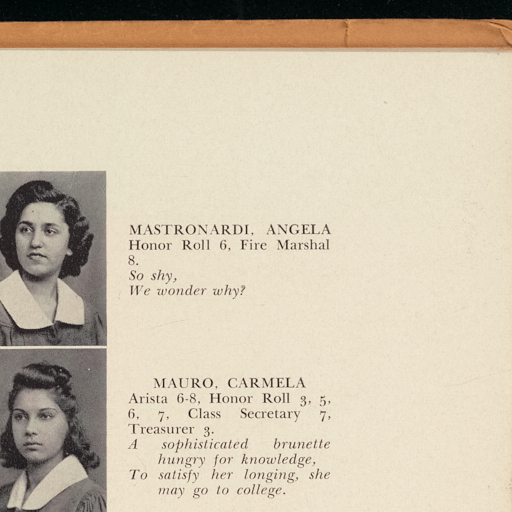 MASTRONARDI, ANGELA
Honor Roll 6, Fire Marshal
8.
So shy,
We wonder why?
MAURO, CARMELA
Arista 6-8, Honor Roll 3, 5,
6, 7, Class Secretary 7,
Treasurer 3.
A sophisticated brunette
hungry for knowledge,
To satisfy her longing, she
may go to college.